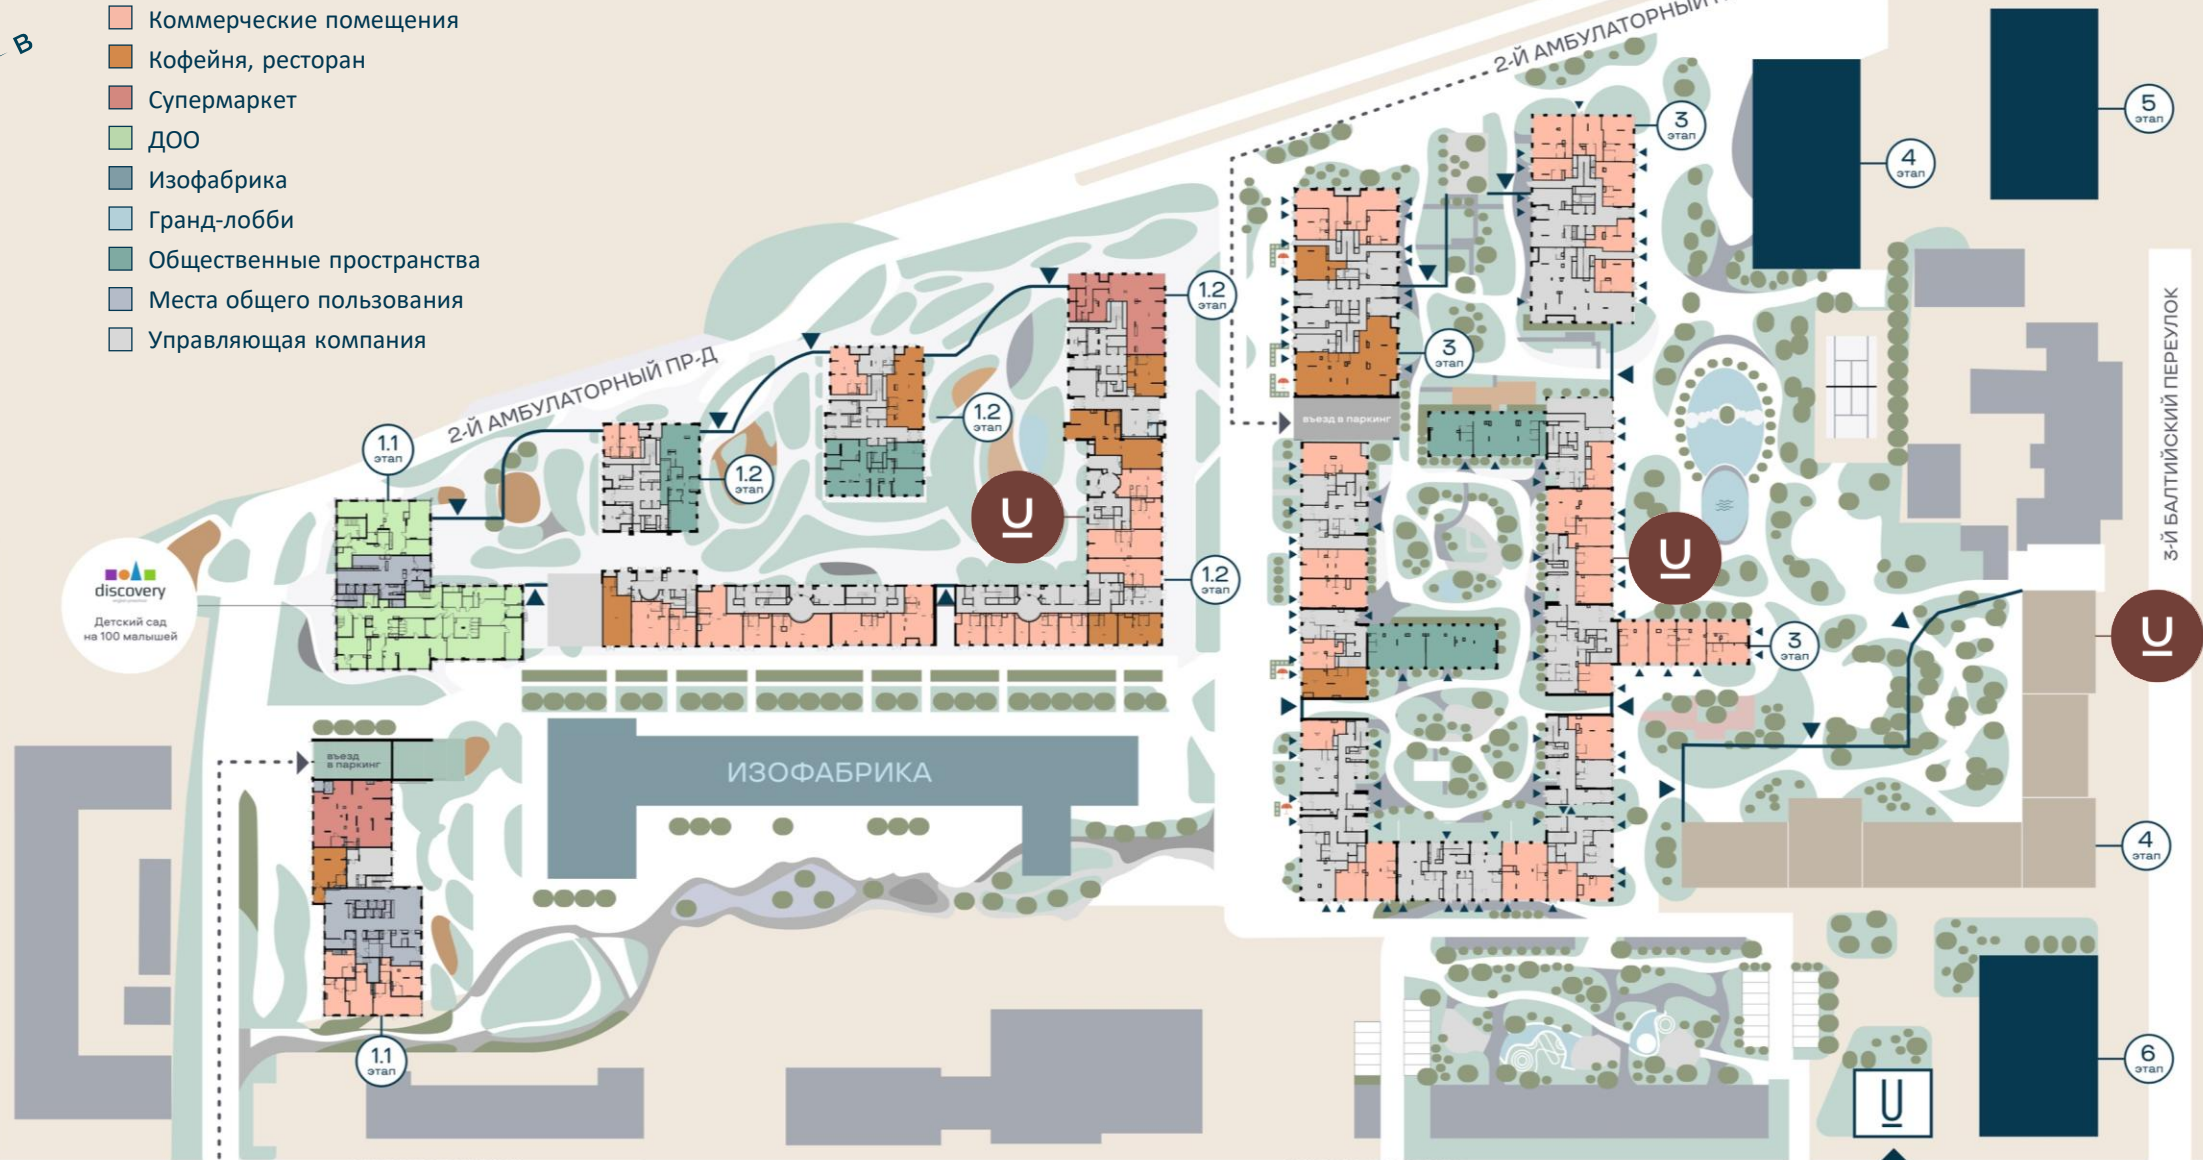 В
Коммерческие помещения
Кофейня, ресторан
Супермаркет
ДОО
Изофабрика
Гранд-лобби
Общественные пространства
Места общего пользования
Управляющая компания
2-Й АМБУЛАТОРНЫЙ
5
этап
3
этап
4
этап
1.2
этап
3-Й БАЛТИЙСКИЙ ПЕРЕУЛОК
3
этап
2-Й АМБУЛАТОРНЫЙ ПР-Д
1.2
этап
въезд в паркинг
1.1
этап
1.2
этап
U
U
1.2
этап
discovery
Детский сад
на 100 малышей
U
3
этап
въезд
в паркинг
ИЗОФАБРИКА
4
этап
1.1
этап
6
этап
U